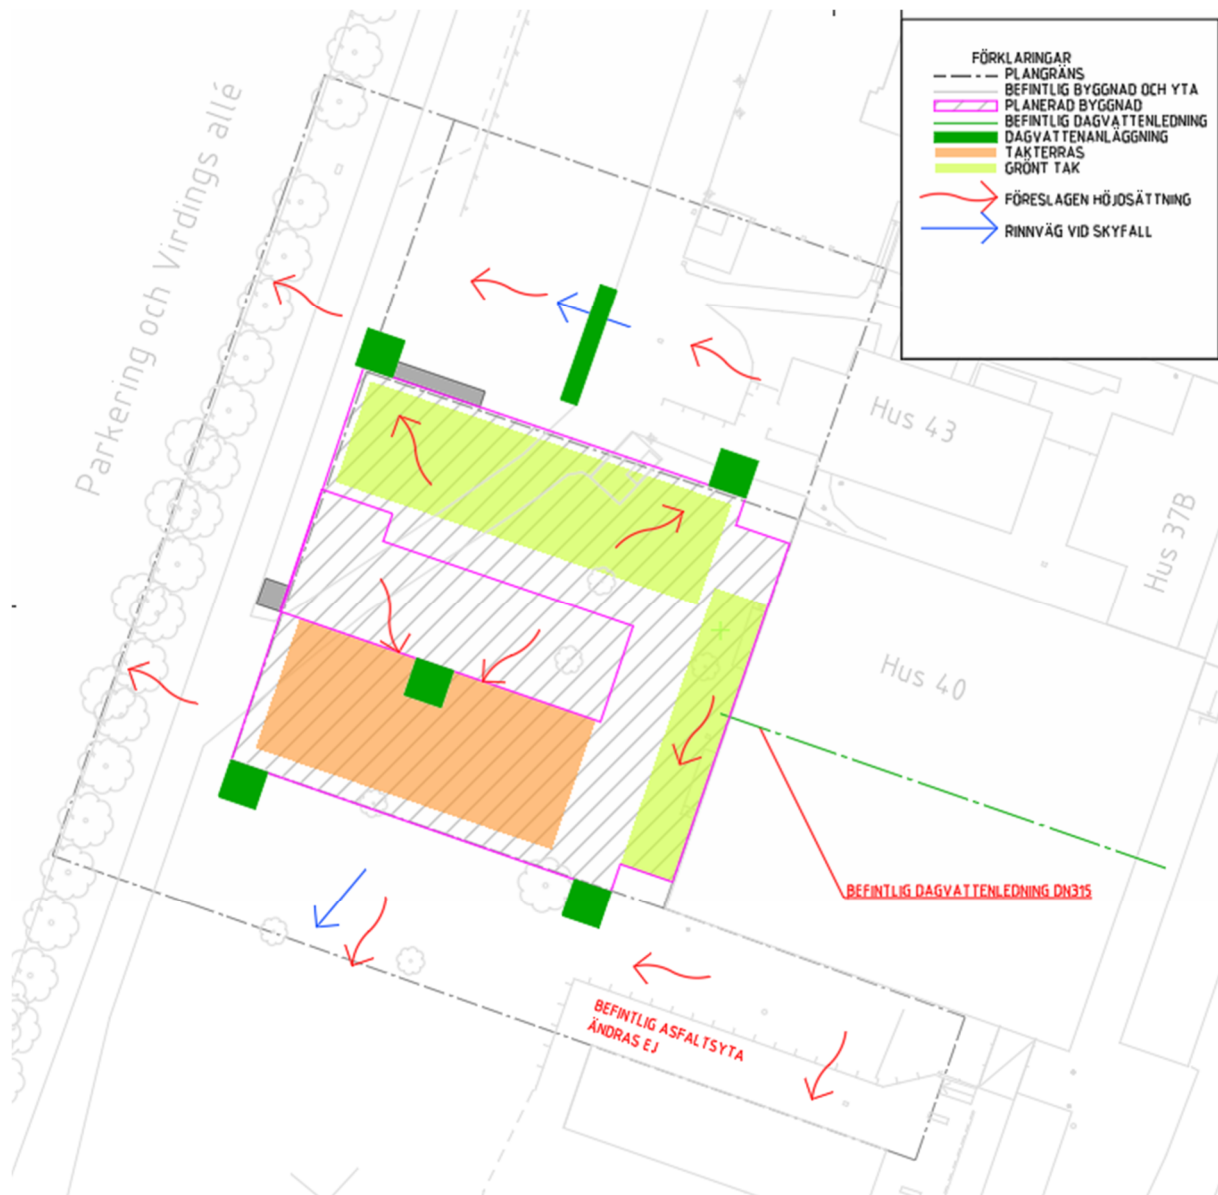 FÖRKLARINGAR
PLANGRÄNS
BEFINTLIG BYGGNAD OCH YTA
PLANERAD BYGGNAD
BEFINTLIG DAGVATTENLEDNING
DAGVATTENANLÄGGNING
TAKTERRAS
GRÖNT TAK
FÖRESLAGEN HÖJDSÄTTNING
RINNVÄG VID SKYFALL
Parkering och Virdings allé
Hus 43
Hus 37B
Hus 40
BEFINTLIG DAGVATTENLEDNING DN315
BEFINTLIG ASFALTSYTA
ÄNDRAS EJ